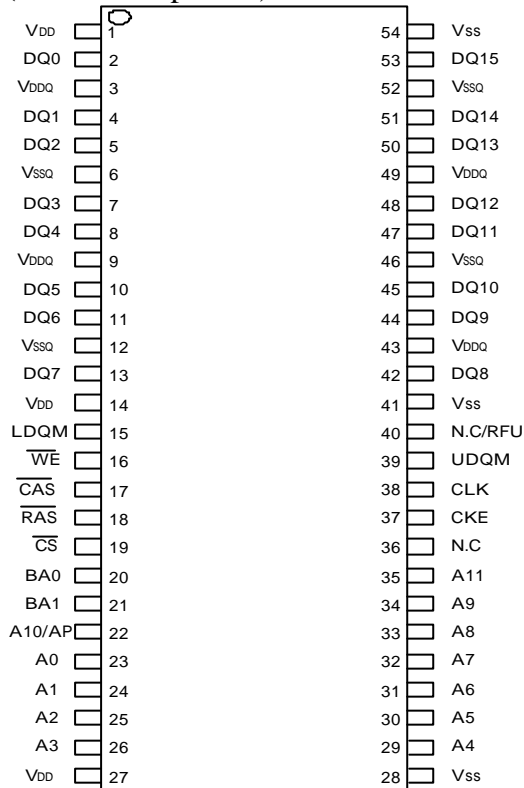 VDD 1 54 VSS
DQ0 2 53 DQ15
VDDQ 3 52 VSSQ
DQ1 4 51 DQ14
DQ2 5 50 DQ13
VSSQ 6 49 VDDQ
DQ3 7 48 DQ12
DQ4 8 47 DQ11
VDDQ 9 46 VSSQ
DQ5 10 45 DQ10
DQ6 11 44 DQ9
VSSQ 12 43 VDDQ
DQ7 13 42 DQ8
VDD 14 41 VSS
LDQM 15 40 N.C/RFU
WE 16 39 UDQM
CAS 17 38 CLK
RAS 18 37 CKE
CS 19 36 N.C
BA0 20 35 A11
BA1 21 34 A9
A10/AP 22 33 A8
A0 23 32 A7
A1 24 31 A6
A2 25 30 A5
A3 26 29 A4
VDD 27 28 VSS